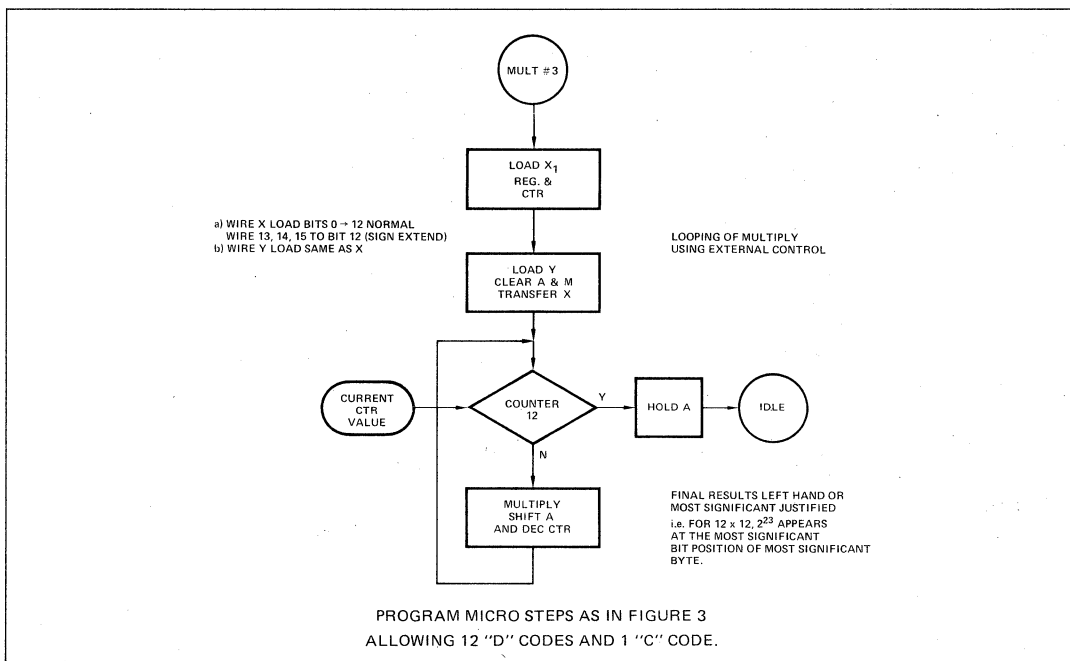 MULT #3
LOAD X1
REG. &
CTR
a) WIRE X LOAD BITS 0 → 12 NORMAL
WIRE 13, 14, 15 TO BIT 12 (SIGN EXTEND)
b) WIRE Y LOAD SAME AS X
LOOPING OF MULTIPLY
USING EXTERNAL CONTROL
LOAD Y
CLEAR A & M
TRANSFER X
CURRENT
CTR
VALUE
COUNTER
12
Y
HOLD A
IDLE
N
MULTIPLY
SHIFT A
AND DEC CTR
FINAL RESULTS LEFT HAND OR
MOST SIGNIFICANT JUSTIFIED
i.e. FOR 12 x 12, 2²³ APPEARS
AT THE MOST SIGNIFICANT
BIT POSITION OF MOST SIGNIFICANT
BYTE.
PROGRAM MICRO STEPS AS IN FIGURE 3
ALLOWING 12 "D" CODES AND 1 "C" CODE.